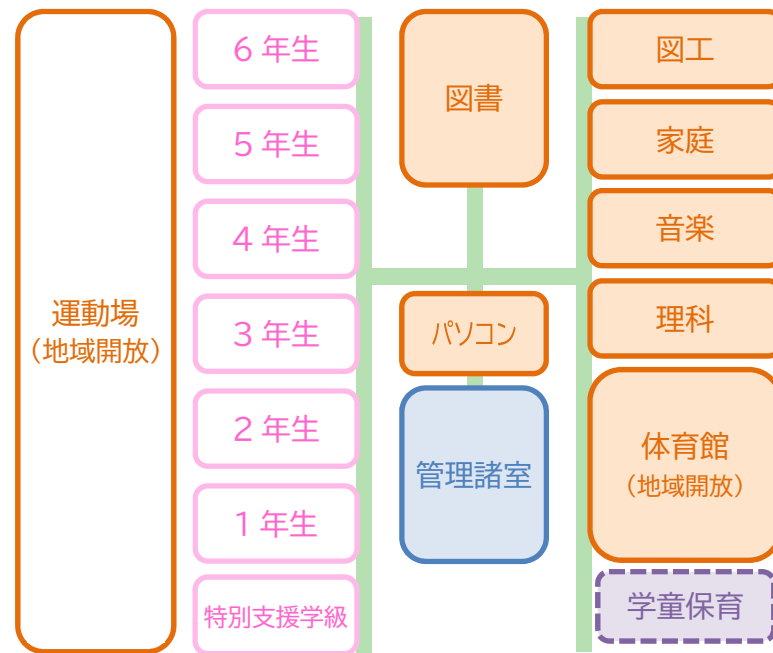 運動場
（地域開放）
6 年生
5 年生
4 年生
3 年生
2 年生
1 年生
特別支援学級
図書
パソコン
管理諸室
図工
家庭
音楽
理科
体育館
（地域開放）
学童保育